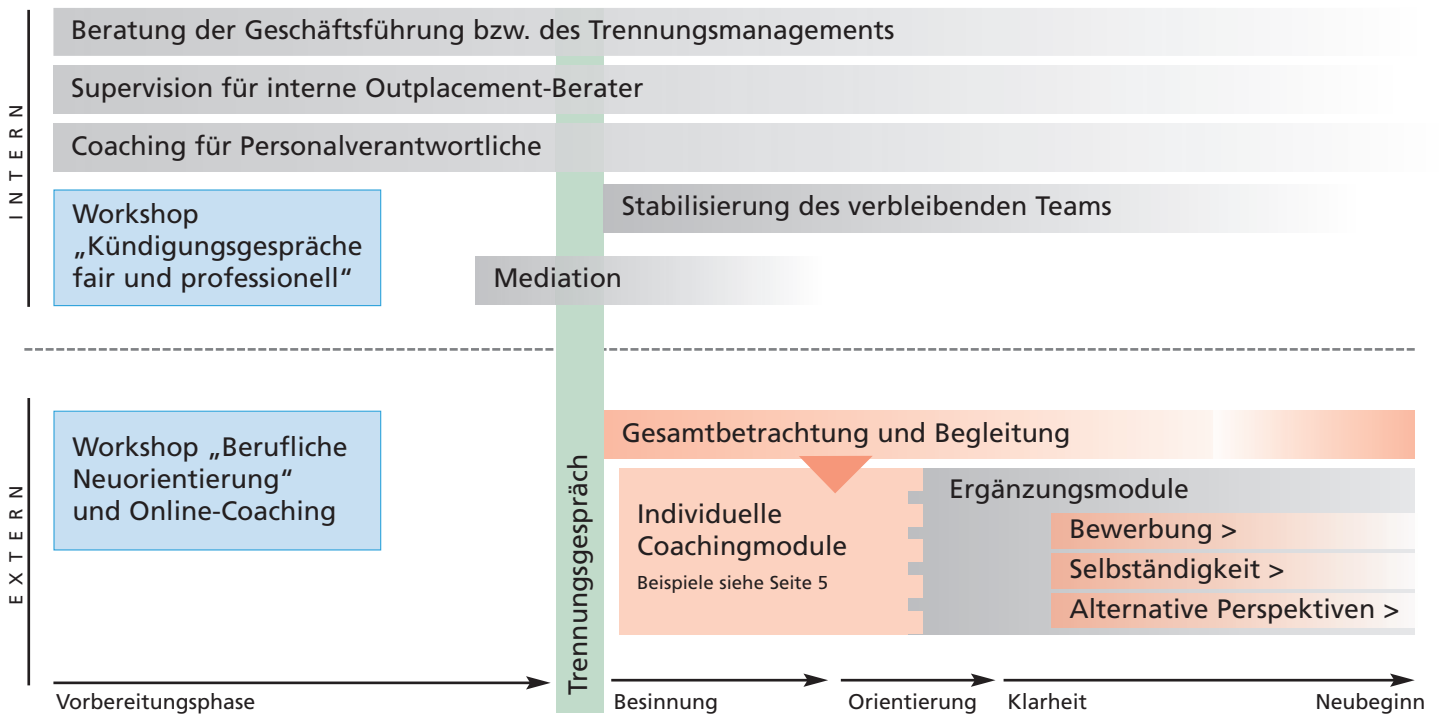 INTERN
Beratung der Geschäftsführung bzw. des Trennungsmanagements
Supervision für interne Outplacement-Berater
Coaching für Personalverantwortliche
Workshop
„Kündigungsgespräche
fair und professionell“
Stabilisierung des verbleibenden Teams
Mediation
EXTERN
Workshop „Berufliche
Neuorientierung“
und Online-Coaching
Trennungsgespräch
Gesamtbetrachtung und Begleitung
Individuelle
Coachingmodule
Beispiele siehe Seite 5
Ergänzungsmodule
Bewerbung >
Selbständigkeit >
Alternative Perspektiven >
Vorbereitungsphase
Besinnung
Orientierung
Klarheit
Neubeginn